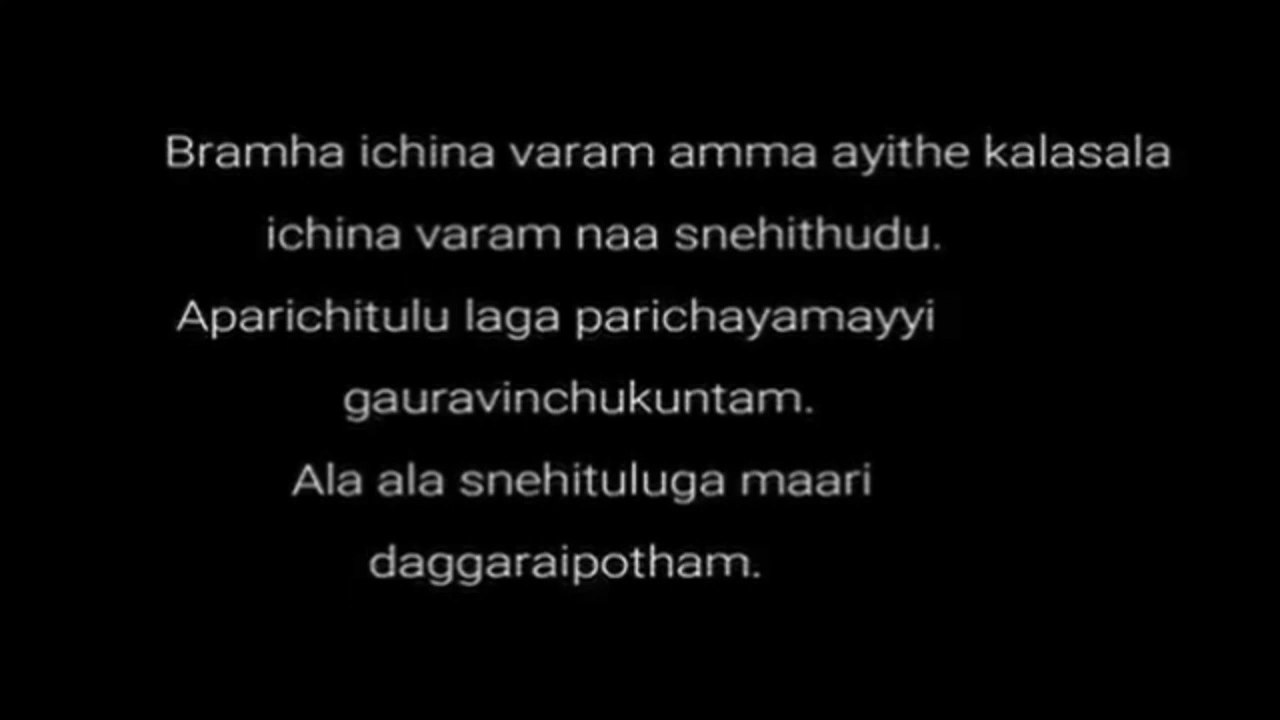 Bramha ichina varam amma ayithe kalasala
ichina varam naa snehithudu.
Aparichitulu laga parichayamayyi
gauravinchukuntam.
Ala ala snehituluga maari
daggaraipotham.